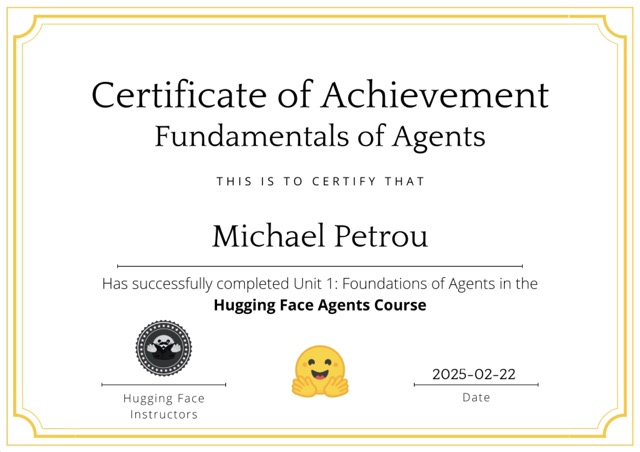 Certificate of Achievement
Fundamentals of Agents
THIS IS TO CERTIFY THAT
Michael Petrou
Has successfully completed Unit 1: Foundations of Agents in the
Hugging Face Agents Course
2025-02-22
Hugging Face
Instructors
Date